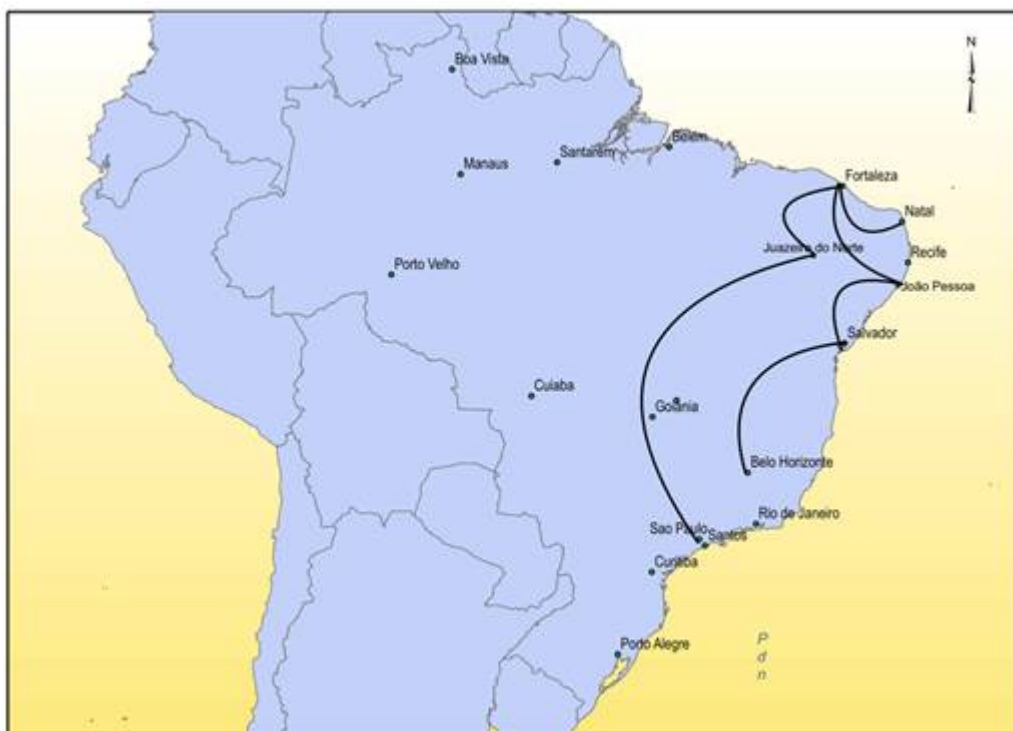 N
Boa Vista
Belem
Santarém
Manaus
Fortaleza
Natal
Juazeiro do Norte
Recife
Porto Velho
João Pessoa
Salvador
Cuiaba
Goiania
Belo Horizonte
Rio de Janeiro
Sao Paulo
Santos
Curitiba
Porto Alegre
P
d
n